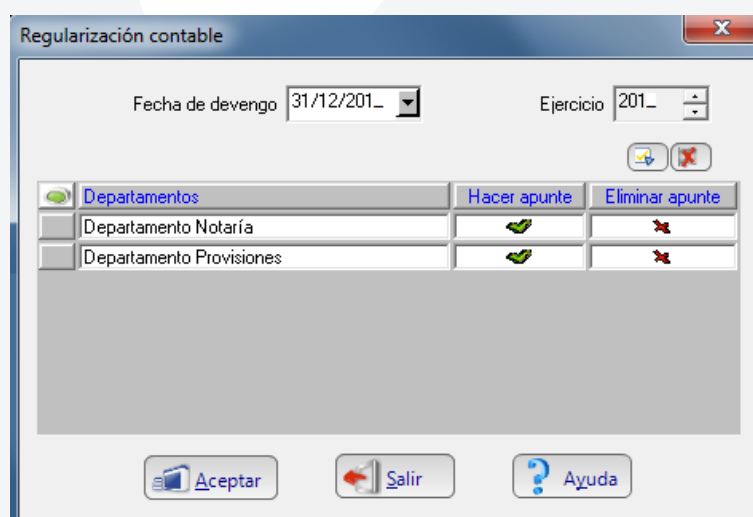 Regularización contable
Fecha de devengo 31/12/201_ Ejercicio 201_
Departamentos Hacer apunte Eliminar apunte
Departamento Notaría
Departamento Provisiones
Aceptar Salir Ayuda